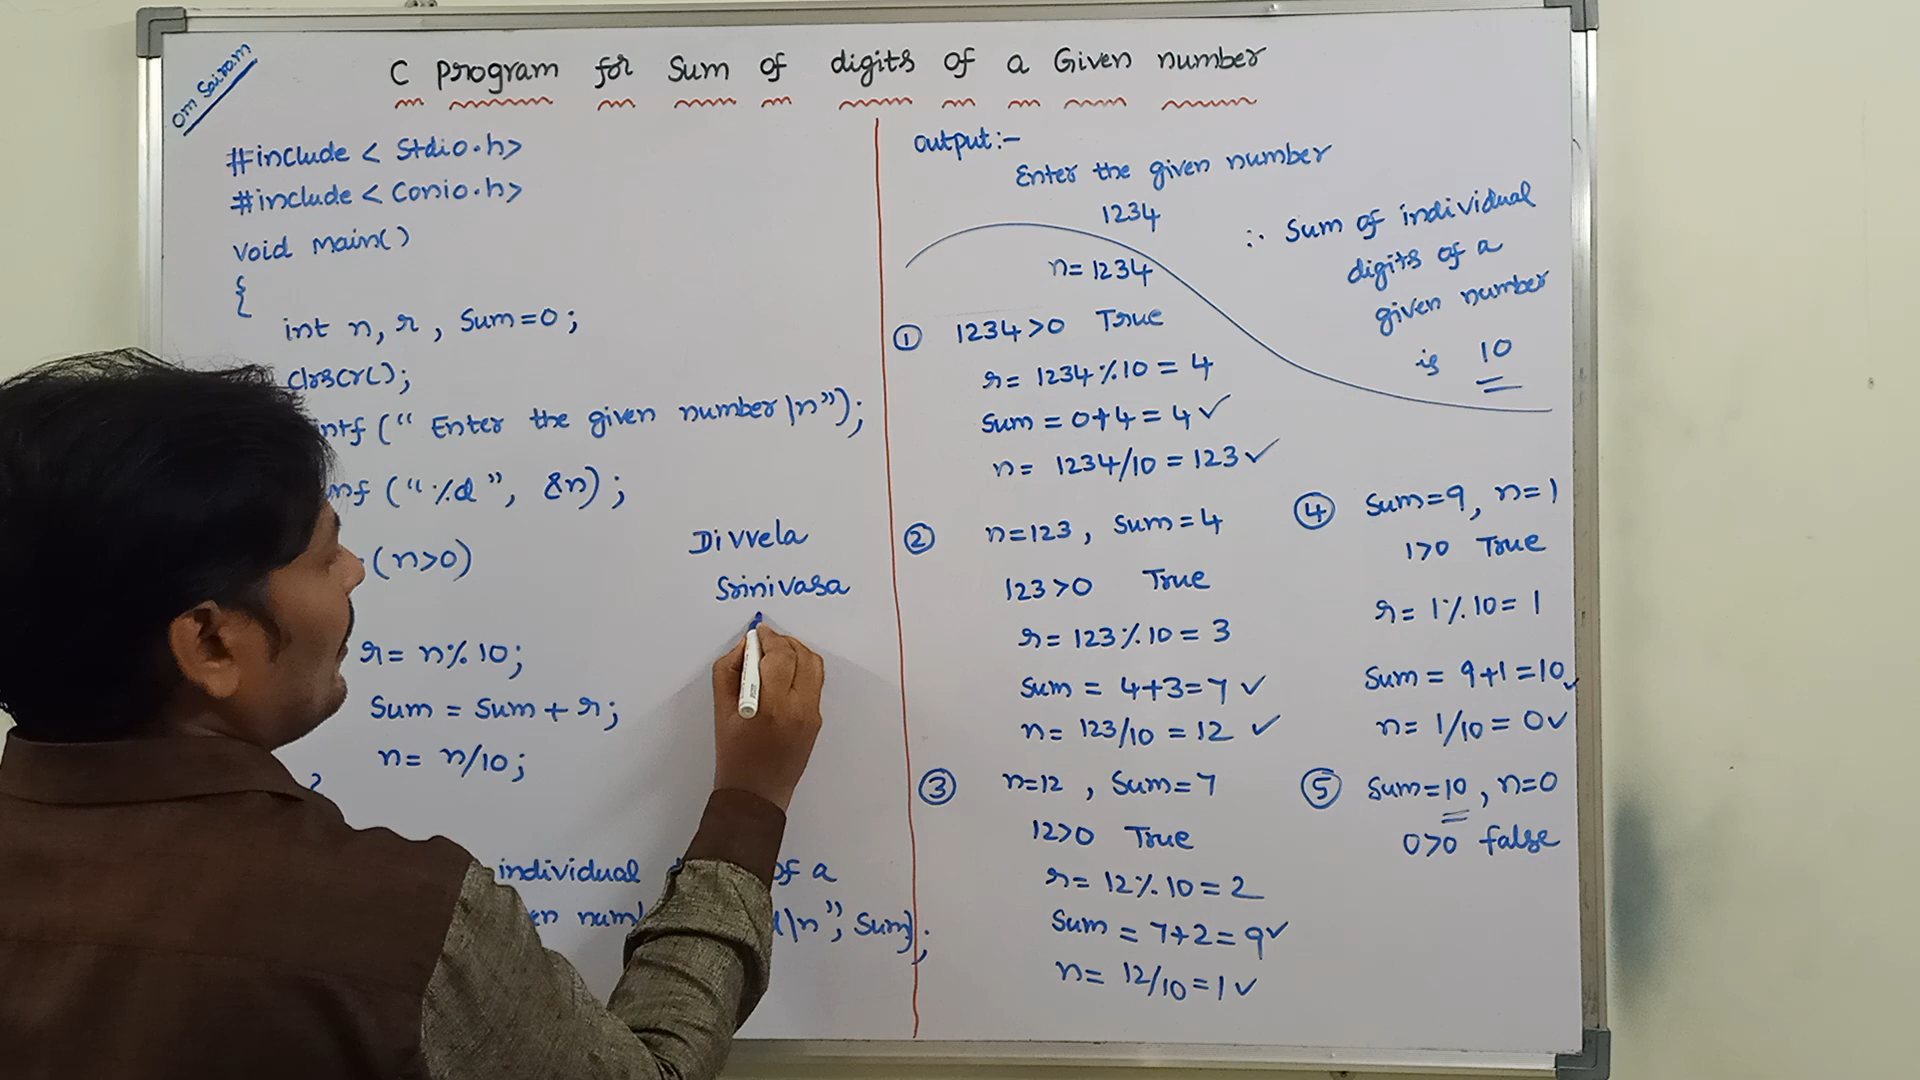 Om Sairam
C program for Sum of digits of a Given number
#include < Stdio.h>
#include < Conio.h>
Void main()
{
int n, r, Sum=0;
clrscr();
ntf (" Enter the given number \n");
nf ("%d", &n);
(n>0)
r= n% 10;
Sum = Sum + r;
n= n/10;
}
individual of a
en num \n", Sum);
Divvela
Srinivasa
output:-
Enter the given number
1234
n=1234
① 1234>0 True
r= 1234%10 = 4
Sum = 0+4 = 4 ✓
n= 1234/10 = 123 ✓
② n=123, Sum=4
123>0 True
r= 123%10 = 3
Sum = 4+3=7 ✓
n= 123/10 = 12 ✓
③ n=12, Sum=7
12>0 True
r= 12%10=2
Sum = 7+2=9✓
n= 12/10=1✓
∴ Sum of individual
digits of a
given number
is 10
④ Sum=9, n=1
1>0 True
r= 1%10=1
Sum= 9+1=10✓
n= 1/10=0✓
⑤ Sum=10, n=0
0>0 false